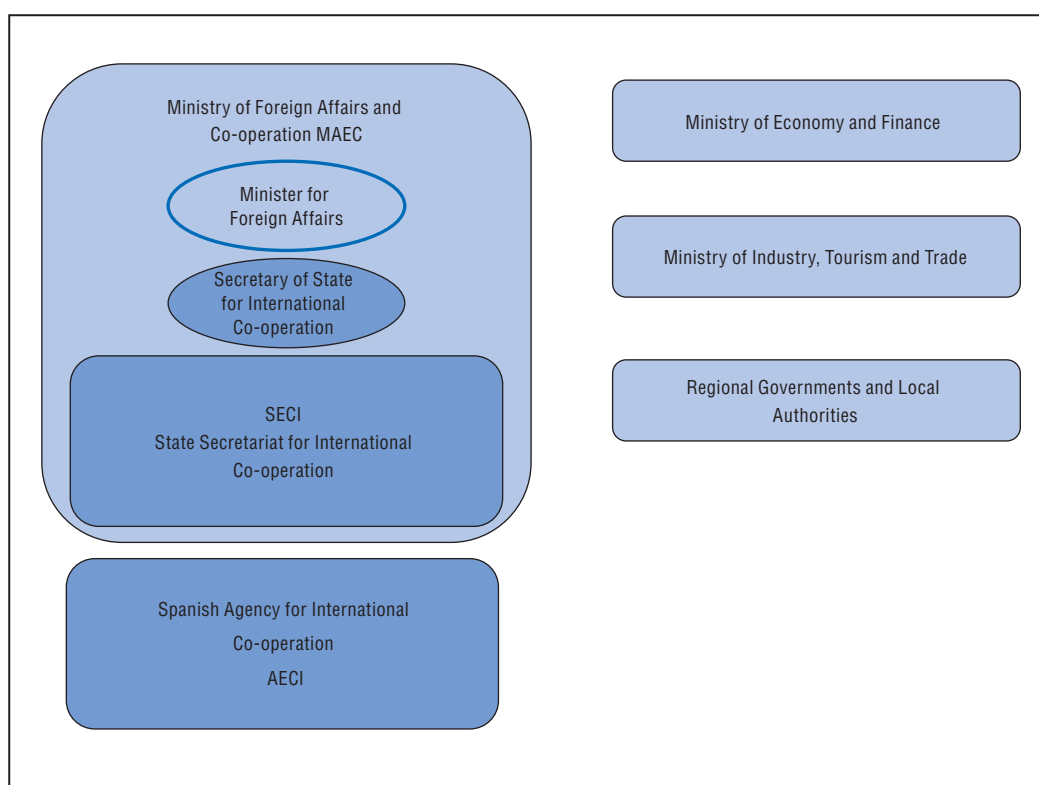 Ministry of Foreign Affairs and
Co-operation MAEC
Minister for
Foreign Affairs
Secretary of State
for International
Co-operation
SECI
State Secretariat for International
Co-operation
Spanish Agency for International
Co-operation
AECI
Ministry of Economy and Finance
Ministry of Industry, Tourism and Trade
Regional Governments and Local
Authorities